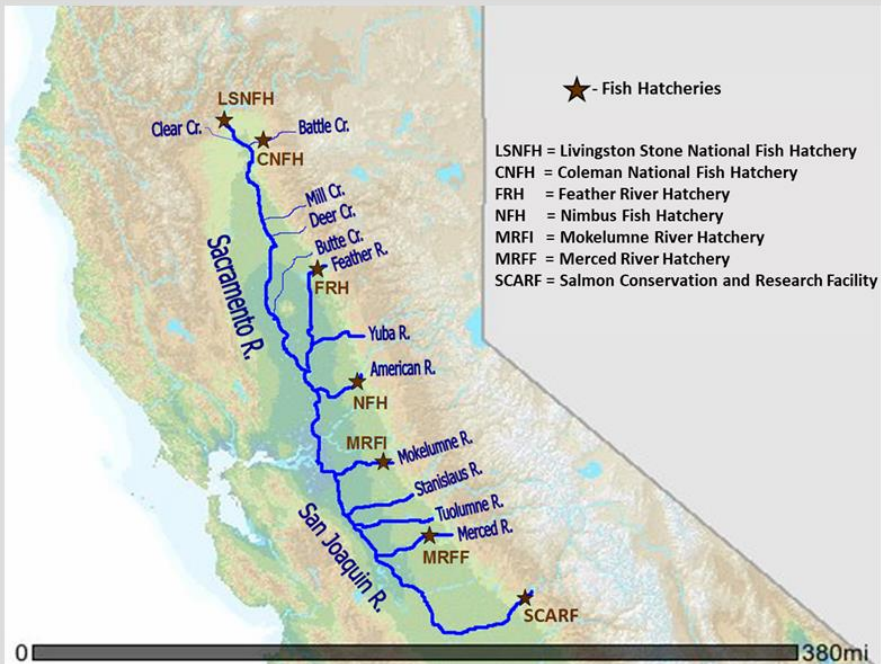 LSNFH
Clear Cr.
Battle Cr.
CNFH
Mill Cr.
Deer Cr.
Butte Cr.
Feather R.
FRH
Sacramento R.
Yuba R.
American R.
NFH
MRFI
Mokelumne R.
Stanislaus R.
Tuolumne R.
Merced R.
MRFF
San Joaquin R.
SCARF
- Fish Hatcheries
LSNFH = Livingston Stone National Fish Hatchery
CNFH = Coleman National Fish Hatchery
FRH = Feather River Hatchery
NFH = Nimbus Fish Hatchery
MRFI = Mokelumne River Hatchery
MRFF = Merced River Hatchery
SCARF = Salmon Conservation and Research Facility
0 380mi